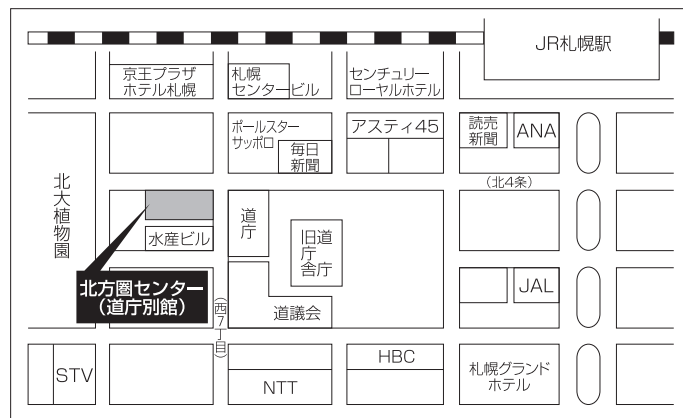 JR札幌駅
京王プラザ
ホテル札幌
札幌
センタービル
センチュリー
ローヤルホテル
ポールスター
サッポロ
毎日
新聞
アスティ45
読売
新聞
ANA
(北4条)
北大植物園
水産ビル
道庁
旧道庁舎庁
北方圏センター
(道庁別館)
(西7丁目)
道議会
JAL
STV
NTT
HBC
札幌グランド
ホテル